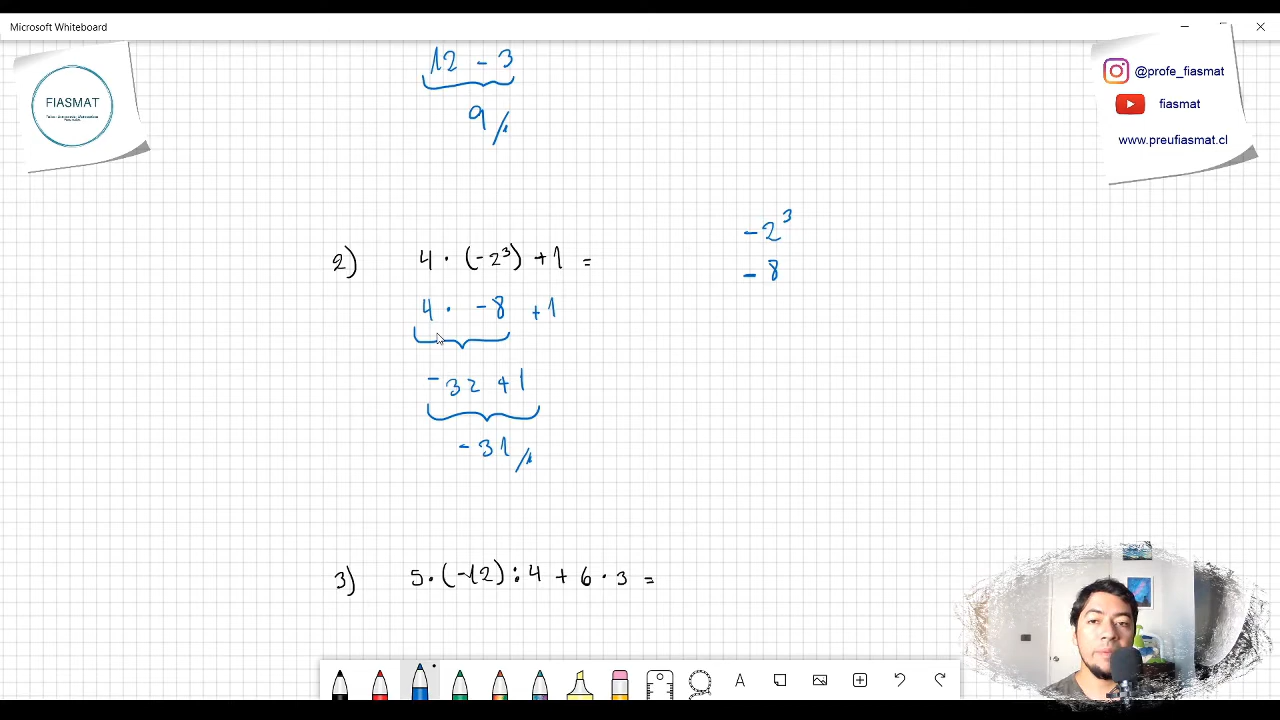 Microsoft Whiteboard
FIASMAT
@profe_fiasmat
fiasmat
www.preufiasmat.cl
12 - 3
9
-2³
-8
2) 4 · (-2³) + 1 =
4 · -8 + 1
-32 + 1
-31
3) 5 · (-12) : 4 + 6 · 3 =
A